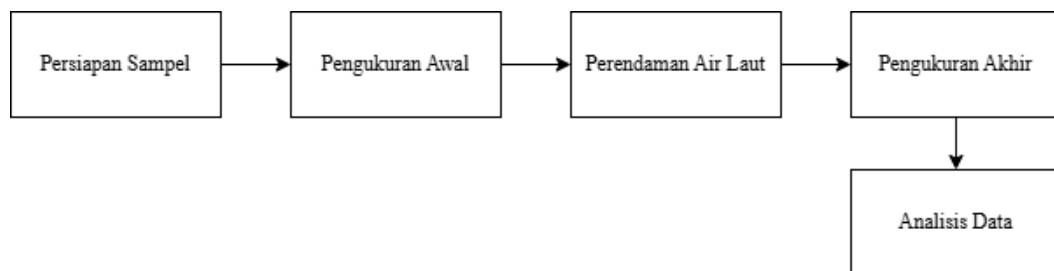 Persiapan Sampel
Pengukuran Awal
Perendaman Air Laut
Pengukuran Akhir
Analisis Data